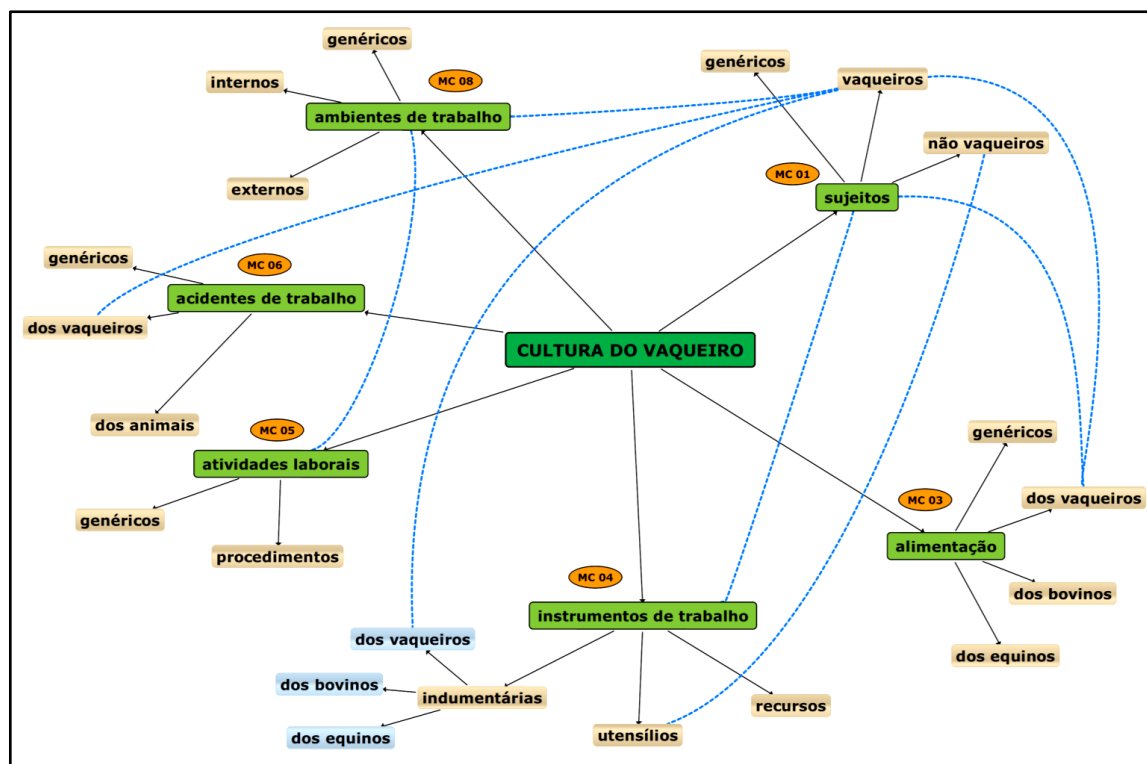 genéricos
MC 08
internos
ambientes de trabalho
externos
genéricos
vaqueiros
não vaqueiros
MC 01
sujeitos
genéricos
MC 06
acidentes de trabalho
dos vaqueiros
dos animais
CULTURA DO VAQUEIRO
MC 05
atividades laborais
genéricos
procedimentos
genéricos
MC 03
dos vaqueiros
alimentação
dos bovinos
dos equinos
MC 04
instrumentos de trabalho
dos vaqueiros
dos bovinos
indumentárias
dos equinos
utensílios
recursos